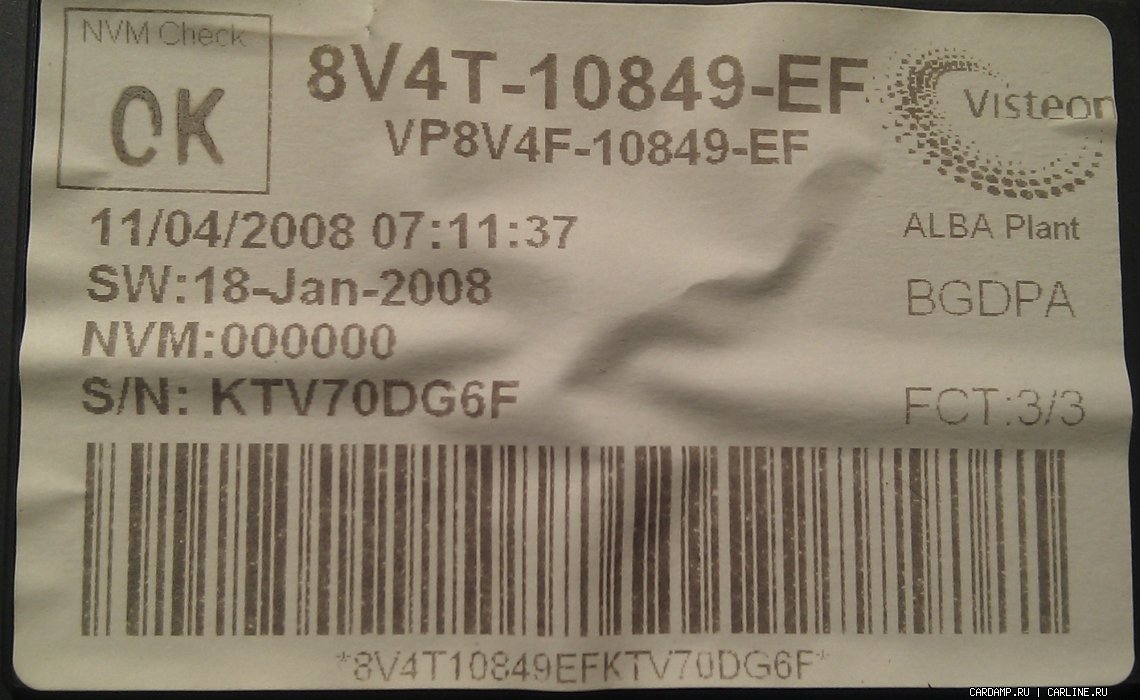 NVM Check
OK
8V4T-10849-EF
VP8V4F-10849-EF
Visteon
11/04/2008 07:11:37
ALBA Plant
SW:18-Jan-2008
BGDPA
NVM:000000
S/N: KTV70DG6F
FCT:3/3
*8V4T10849EFKTV70DG6F*
CARDAMP.RU | CARLINE.RU